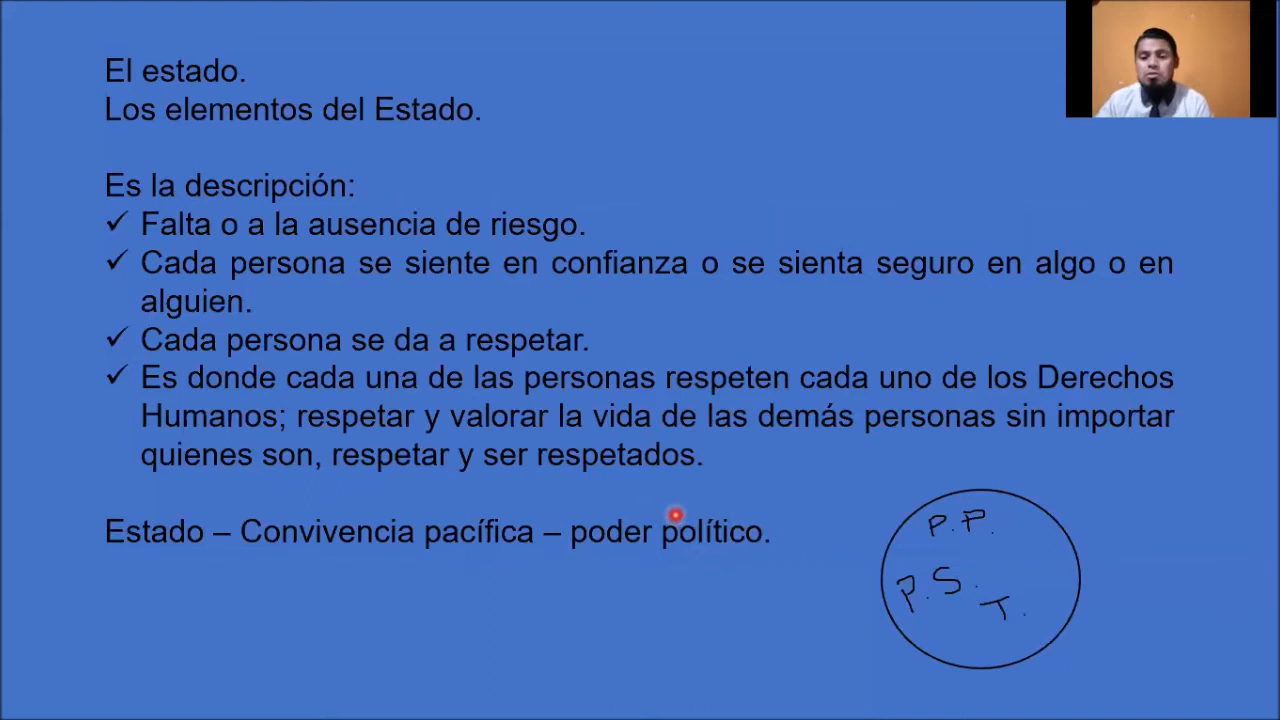 El estado.
Los elementos del Estado.
Es la descripción:
✓ Falta o a la ausencia de riesgo.
✓ Cada persona se siente en confianza o se sienta seguro en algo o en
alguien.
✓ Cada persona se da a respetar.
✓ Es donde cada una de las personas respeten cada uno de los Derechos
Humanos; respetar y valorar la vida de las demás personas sin importar
quienes son, respetar y ser respetados.
Estado – Convivencia pacífica – poder político.
P.P.
P.S.
T.